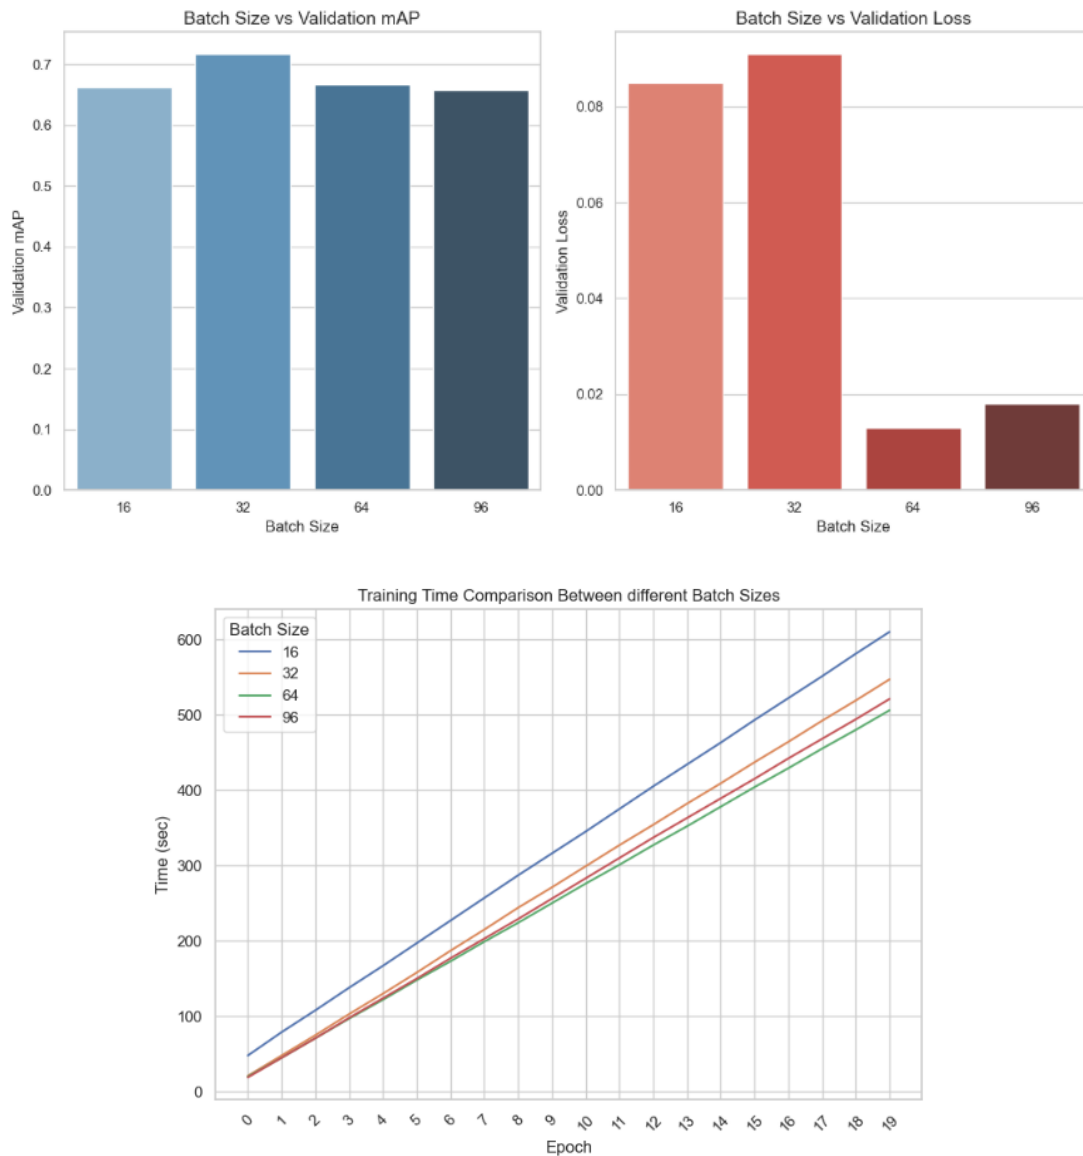 Batch Size vs Validation mAP
Validation mAP
0.7
0.6
0.5
0.4
0.3
0.2
0.1
0.0
16 32 64 96
Batch Size
Batch Size vs Validation Loss
Validation Loss
0.08
0.06
0.04
0.02
0.00
16 32 64 96
Batch Size
Training Time Comparison Between different Batch Sizes
Batch Size
16
32
64
96
Time (sec)
600
500
400
300
200
100
0
0 1 2 3 4 5 6 7 8 9 10 11 12 13 14 15 16 17 18 19
Epoch